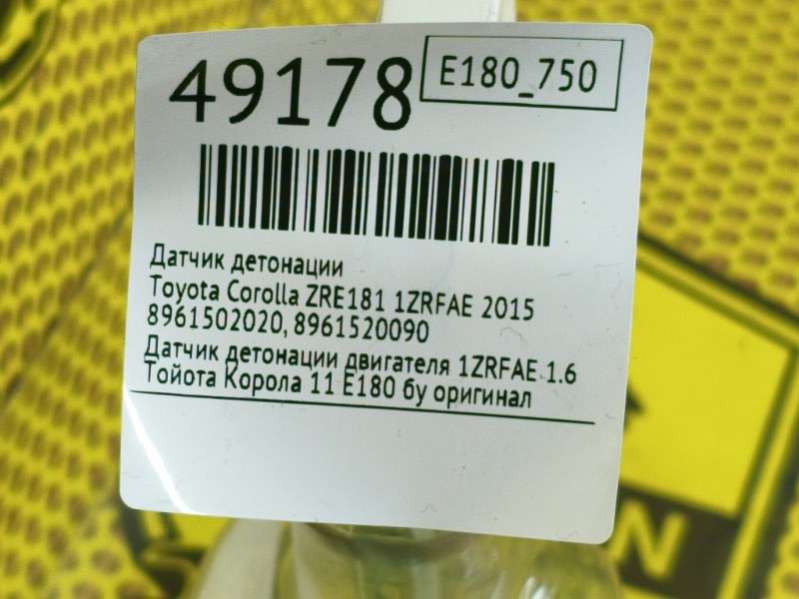 49178
E180_750
Датчик детонации
Toyota Corolla ZRE181 1ZRFAE 2015
8961502020, 8961520090
Датчик детонации двигателя 1ZRFAE 1.6
Тойота Корола 11 E180 бу оригинал
N